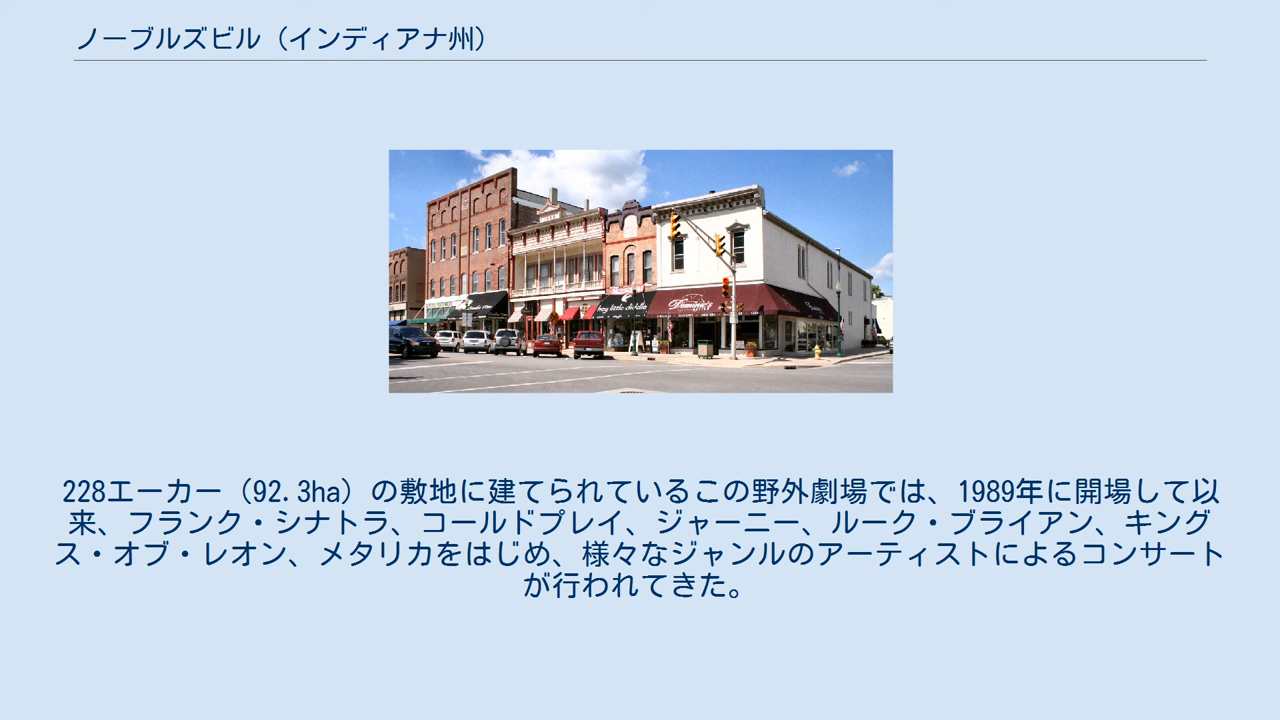 ノーブルズビル（インディアナ州）
hey little diddle
228エーカー（92.3ha）の敷地に建てられているこの野外劇場では、1989年に開場して以
来、フランク・シナトラ、コールドプレイ、ジャーニー、ルーク・ブライアン、キング
ス・オブ・レオン、メタリカをはじめ、様々なジャンルのアーティストによるコンサート
が行われてきた。